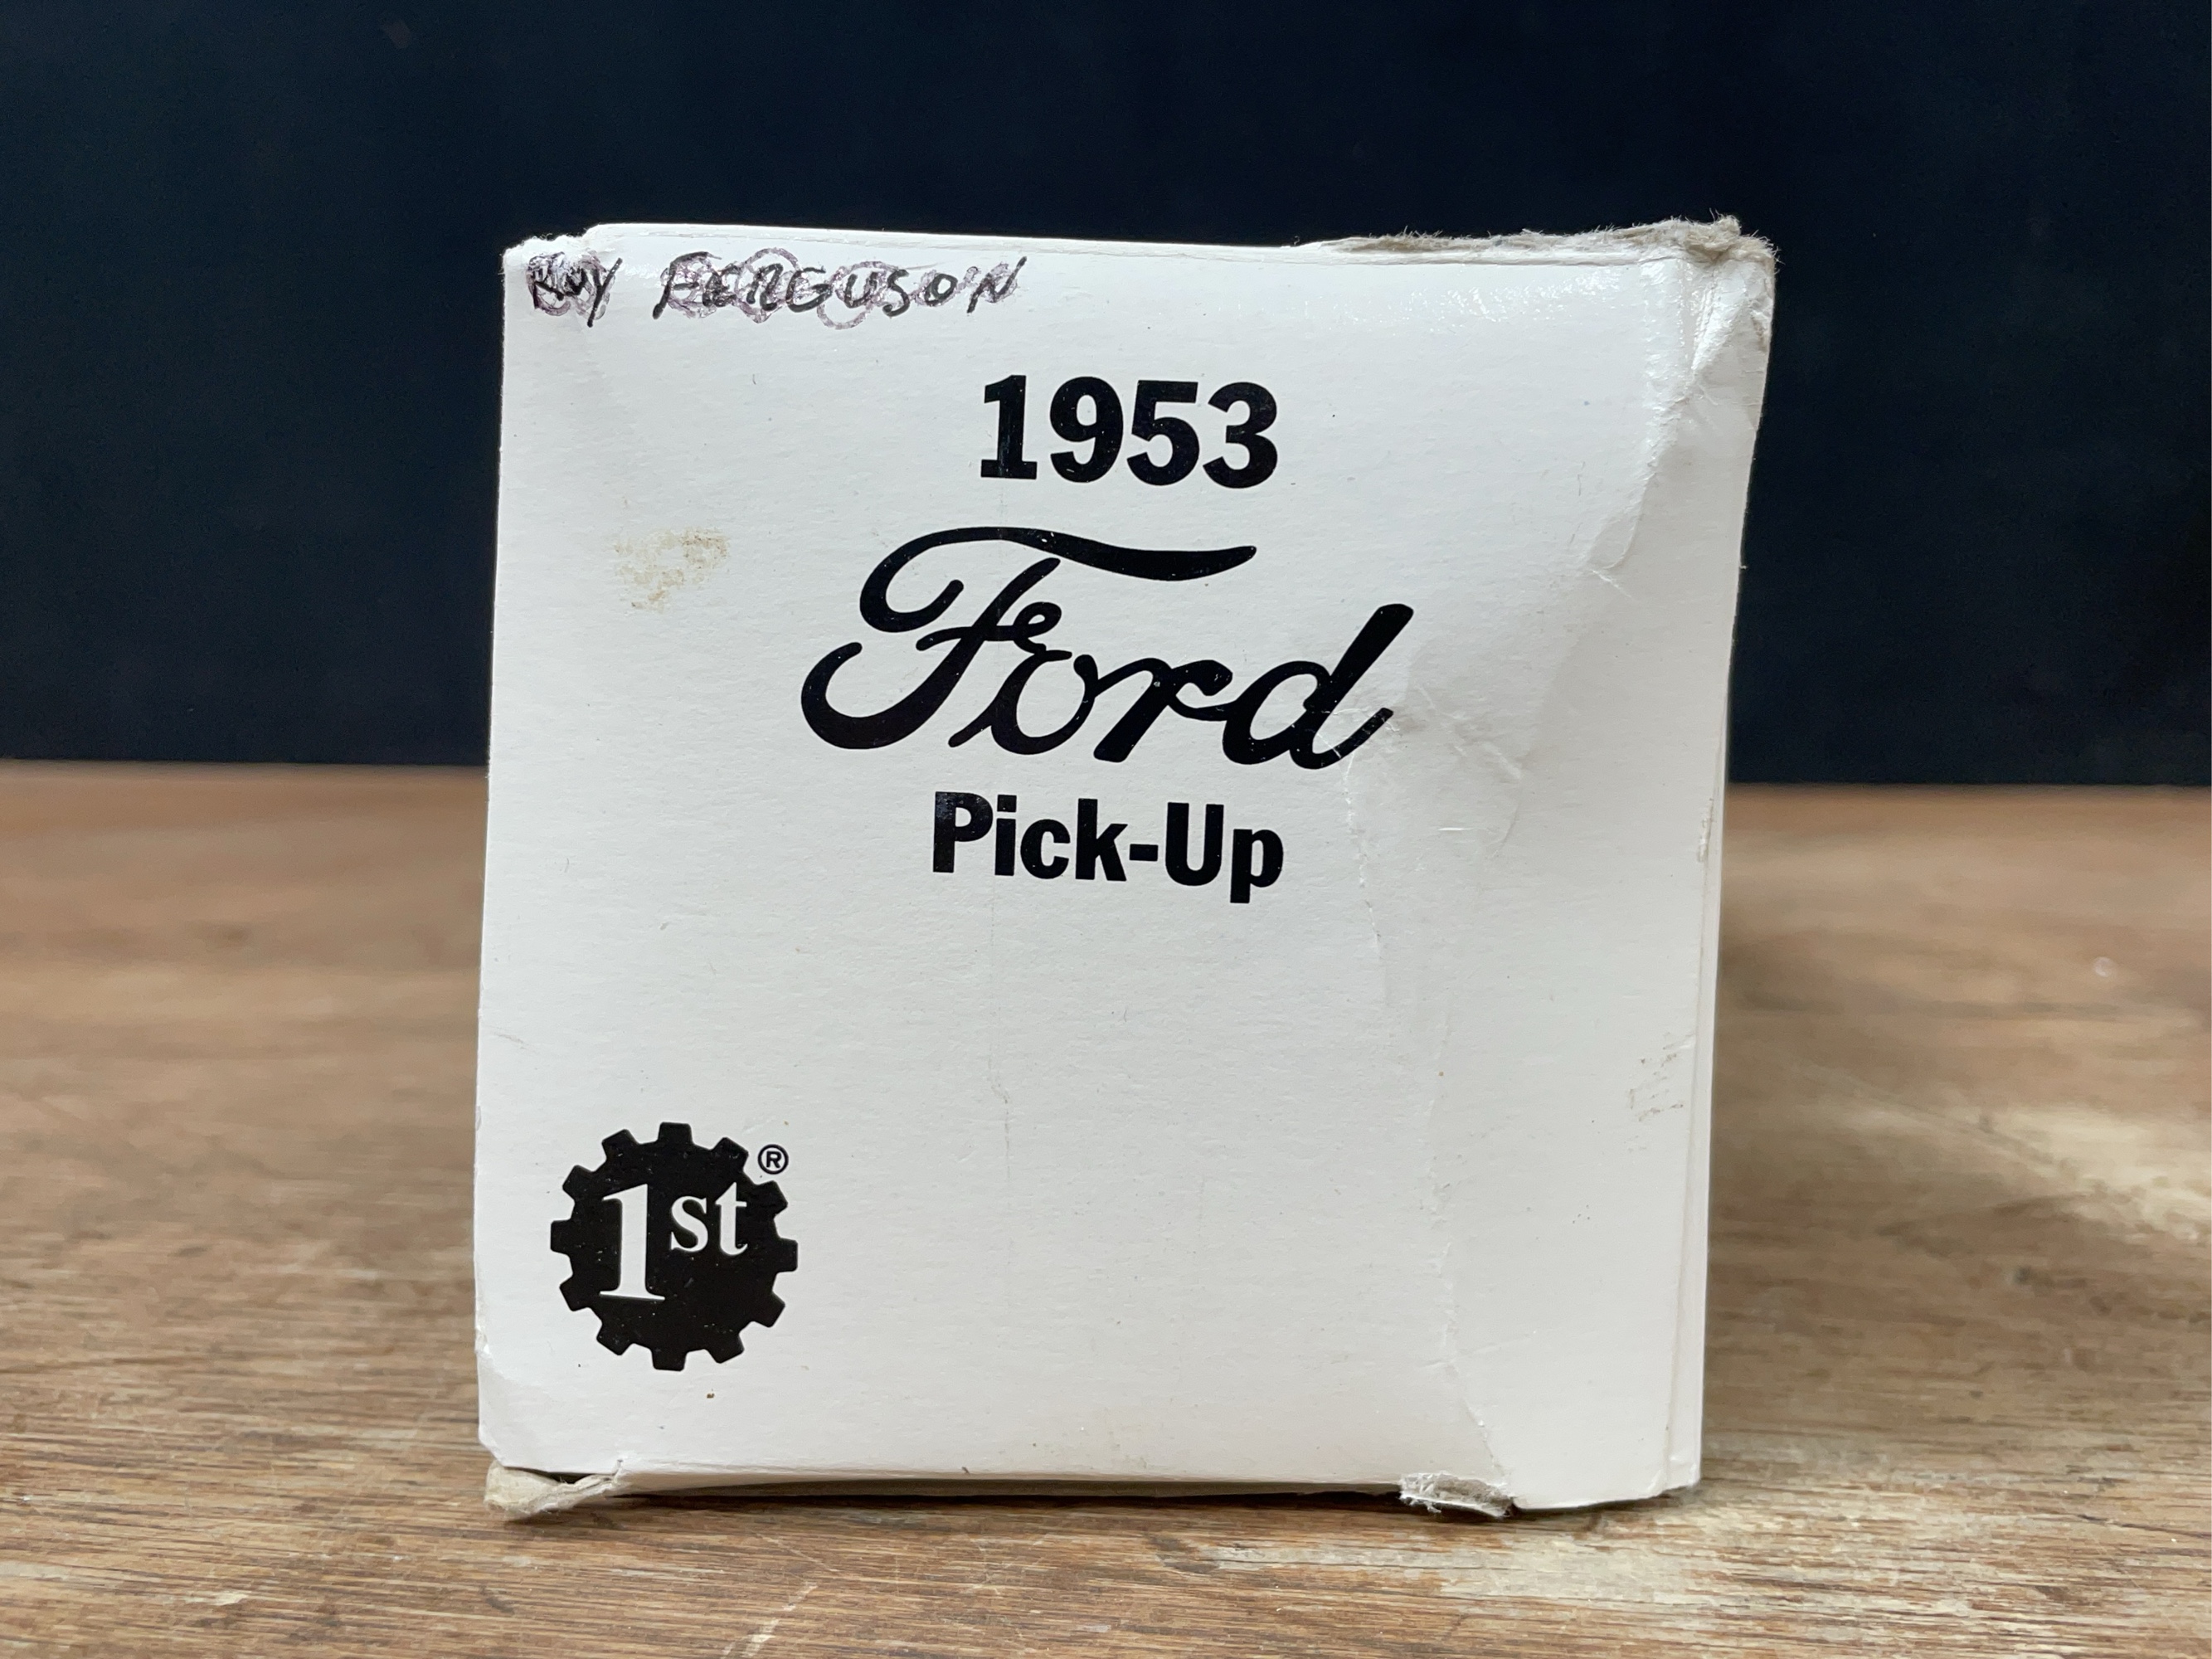 Roy FERGUSON
1953
Ford
Pick-Up
1st®